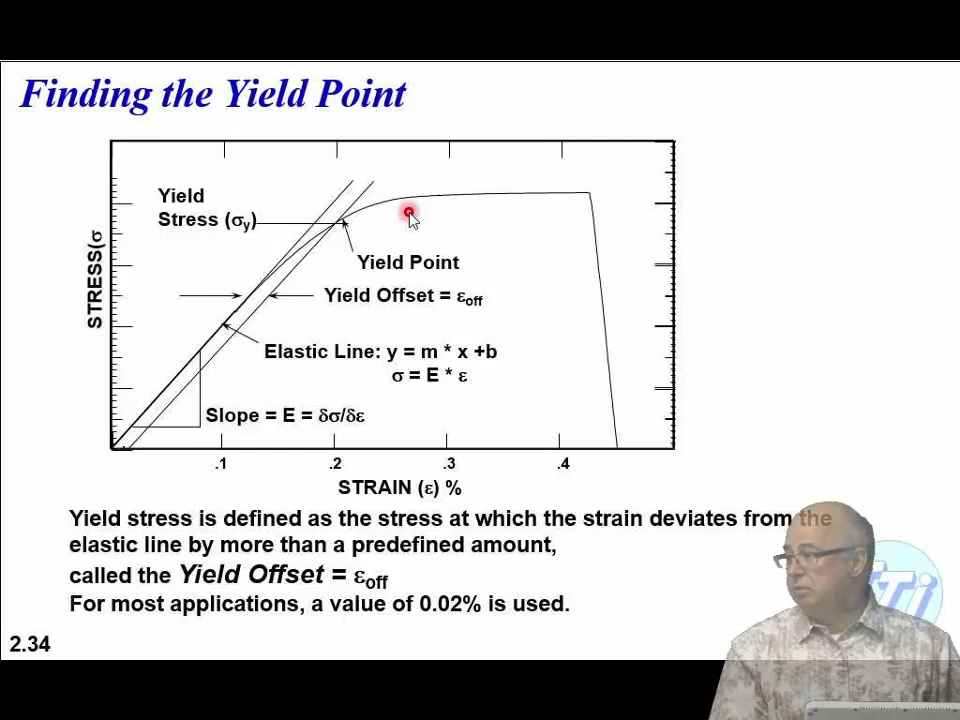 Finding the Yield Point
Yield
Stress (σy)
Yield Point
Yield Offset = εoff
STRESS(σ
Elastic Line: y = m * x +b
σ = E * ε
Slope = E = δσ/δε
.1 .2 .3 .4
STRAIN (ε) %
Yield stress is defined as the stress at which the strain deviates from the
elastic line by more than a predefined amount,
called the Yield Offset = εoff
For most applications, a value of 0.02% is used.
2.34